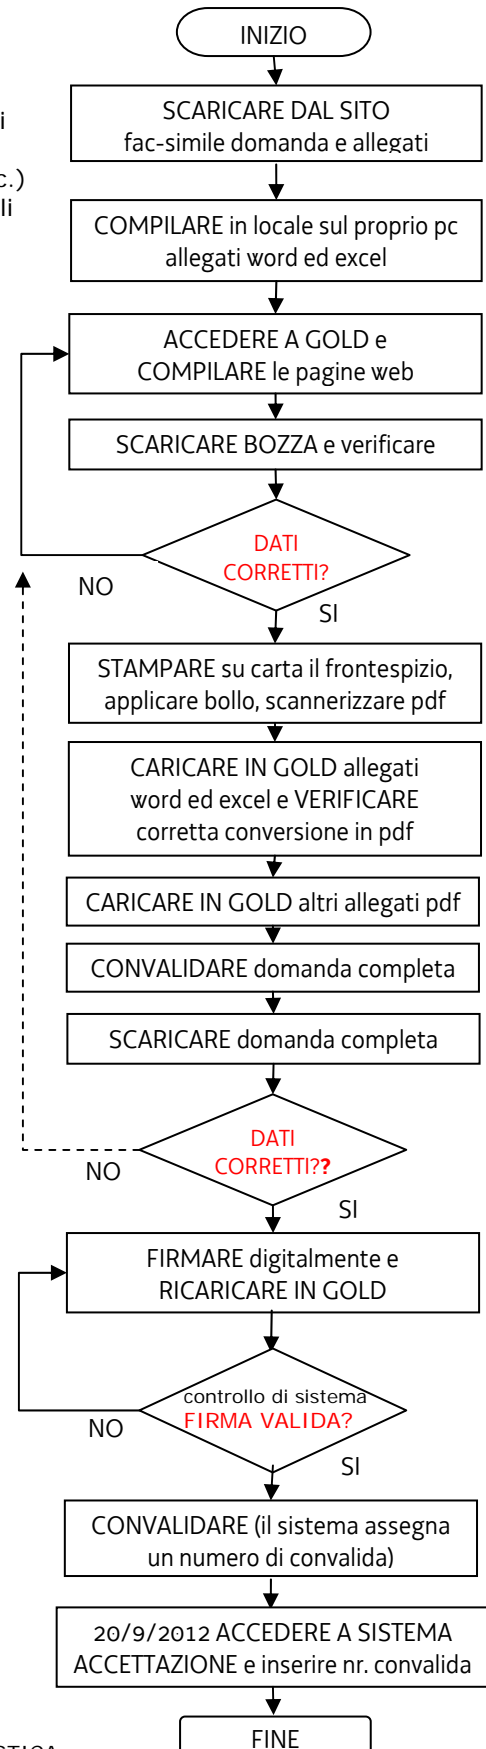 INIZIO
SCARICARE DAL SITO
i
fac-simile domanda e allegati
c.)
li
COMPILARE in locale sul proprio pc
allegati word ed excel
ACCEDERE A GOLD e
COMPILARE le pagine web
SCARICARE BOZZA e verificare
DATI
CORRETTI?
NO
SI
STAMPARE su carta il frontespizio,
applicare bollo, scannerizzare pdf
CARICARE IN GOLD allegati
word ed excel e VERIFICARE
corretta conversione in pdf
CARICARE IN GOLD altri allegati pdf
CONVALIDARE domanda completa
SCARICARE domanda completa
DATI
CORRETTI??
NO
SI
FIRMARE digitalmente e
RICARICARE IN GOLD
controllo di sistema
FIRMA VALIDA?
NO
SI
CONVALIDARE (il sistema assegna
un numero di convalida)
20/9/2012 ACCEDERE A SISTEMA
ACCETTAZIONE e inserire nr. convalida
FINE